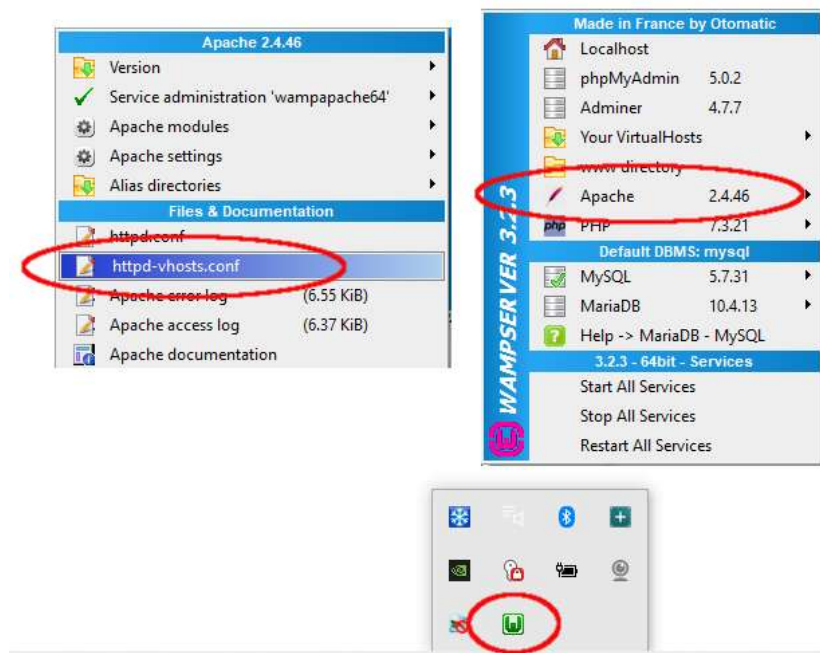 Apache 2.4.46
Version
Service administration 'wampapache64'
Apache modules
Apache settings
Alias directories
Files & Documentation
httpd.conf
httpd-vhosts.conf
Apache error log (6.55 KiB)
Apache access log (6.37 KiB)
Apache documentation
Made in France by Otomatic
Localhost
phpMyAdmin 5.0.2
Adminer 4.7.7
Your VirtualHosts
www directory
Apache 2.4.46
php PHP 7.3.21
Default DBMS: mysql
MySQL 5.7.31
MariaDB 10.4.13
Help -> MariaDB - MySQL
3.2.3 - 64bit - Services
Start All Services
Stop All Services
Restart All Services
WAMPSERVER 3.2.3